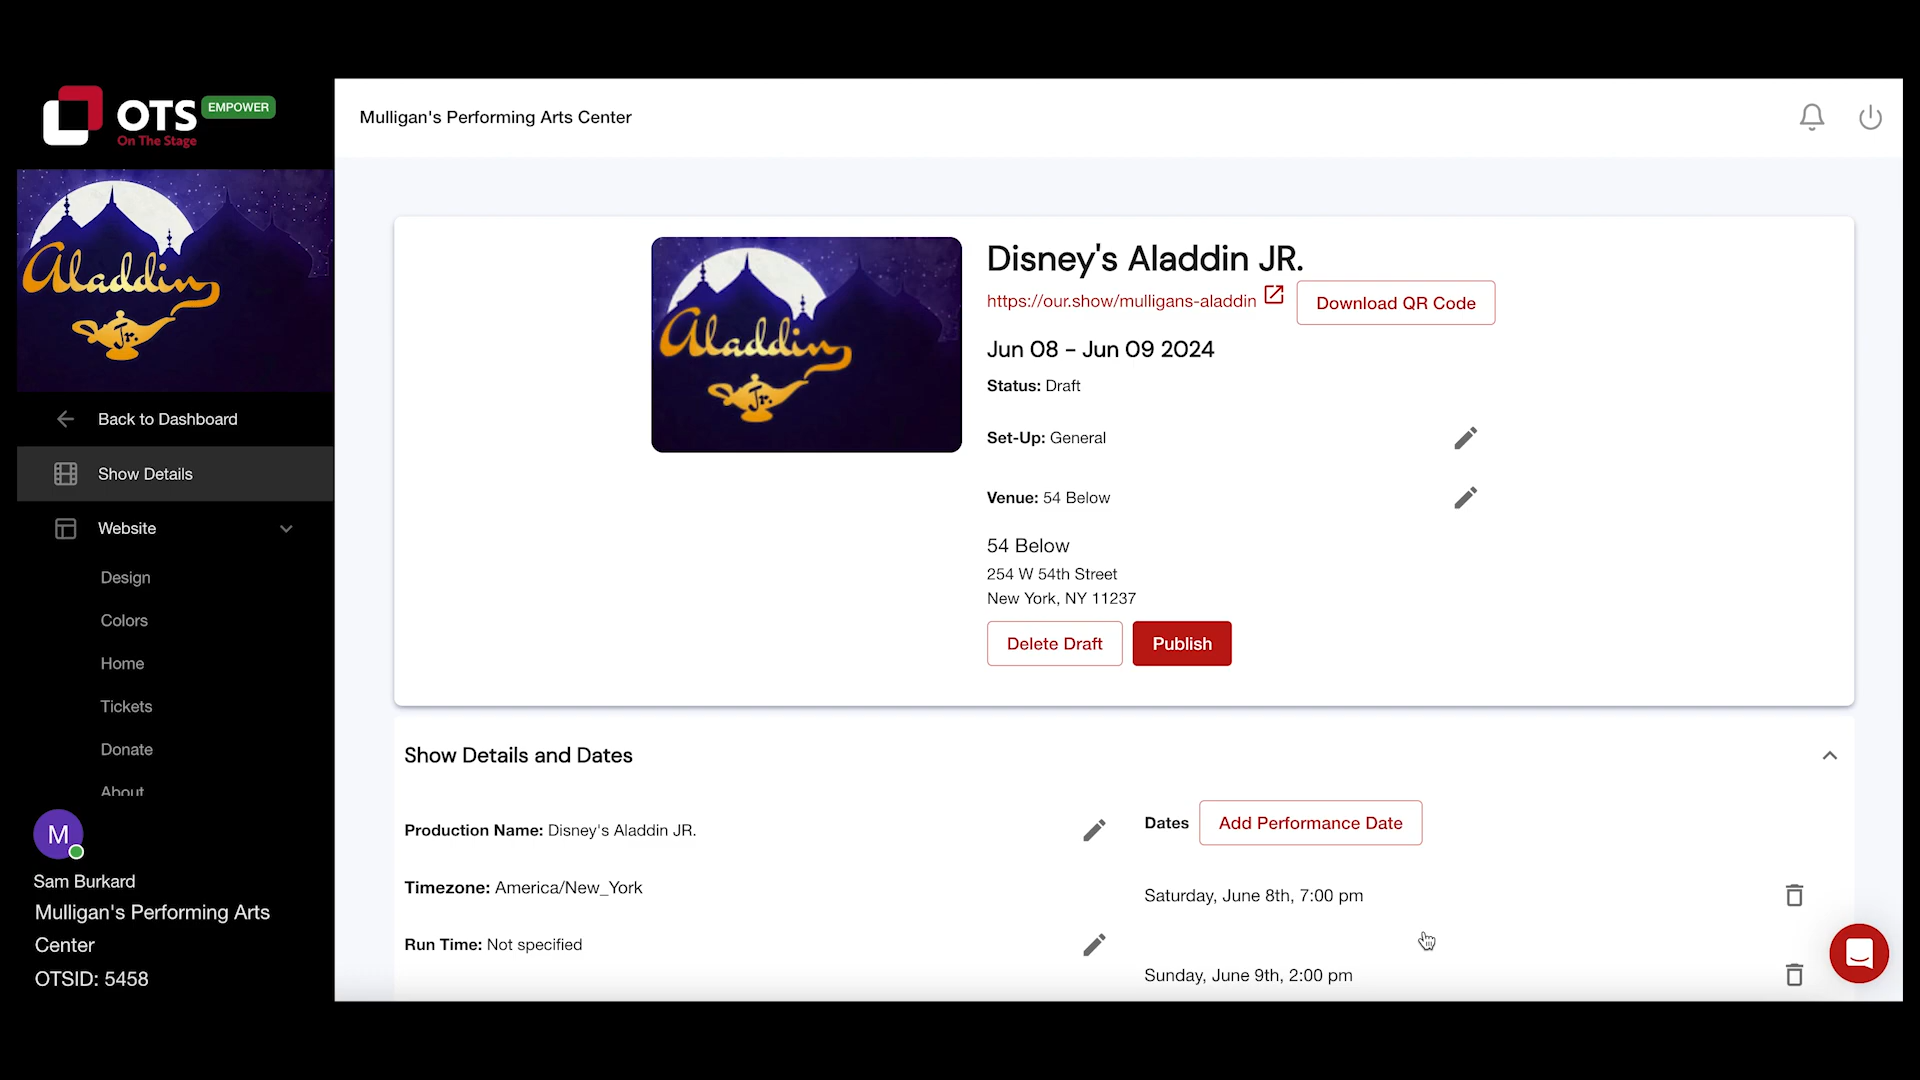 OTS EMPOWER
On The Stage
Mulligan's Performing Arts Center
Aladdin
Jr.
Back to Dashboard
Show Details
Website
Design
Colors
Home
Tickets
Donate
About
M
Sam Burkard
Mulligan's Performing Arts
Center
OTSID: 5458
Aladdin
Jr.
Disney's Aladdin JR.
https://our.show/mulligans-aladdin
Download QR Code
Jun 08 – Jun 09 2024
Status: Draft
Set-Up: General
Venue: 54 Below
54 Below
254 W 54th Street
New York, NY 11237
Delete Draft
Publish
Show Details and Dates
Production Name: Disney's Aladdin JR.
Timezone: America/New_York
Run Time: Not specified
Dates
Add Performance Date
Saturday, June 8th, 7:00 pm
Sunday, June 9th, 2:00 pm